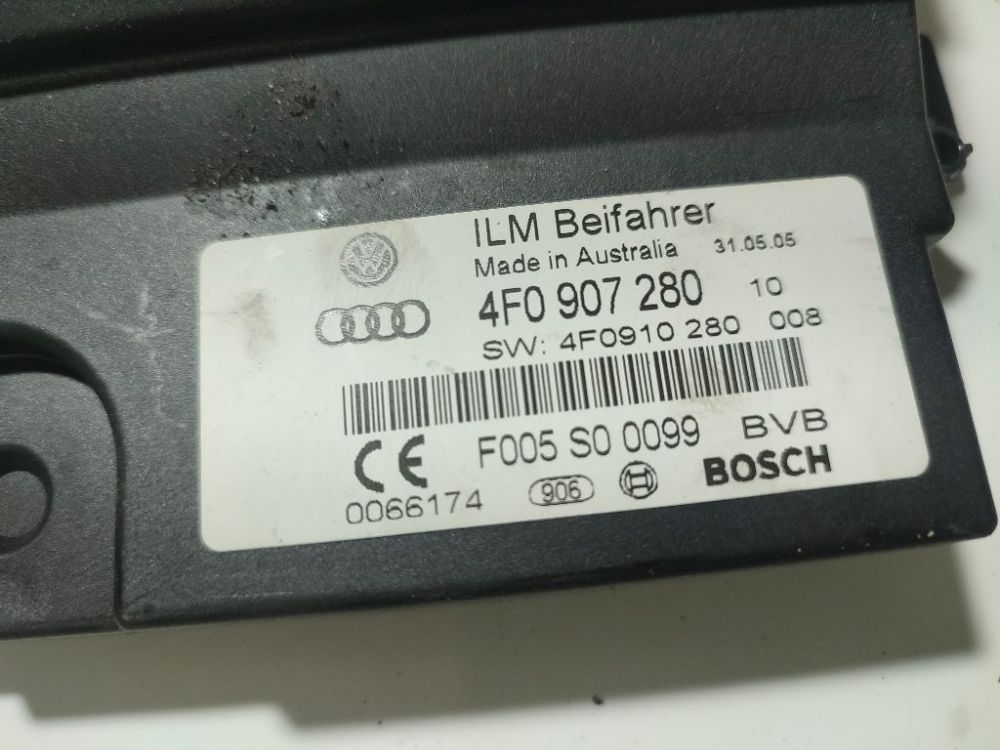 ILM Beifahrer
Made in Australia 31.05.05
4F0 907 280 10
SW: 4F0910 280 008
F005 S0 0099 BVB
CE
0066174 906 BOSCH